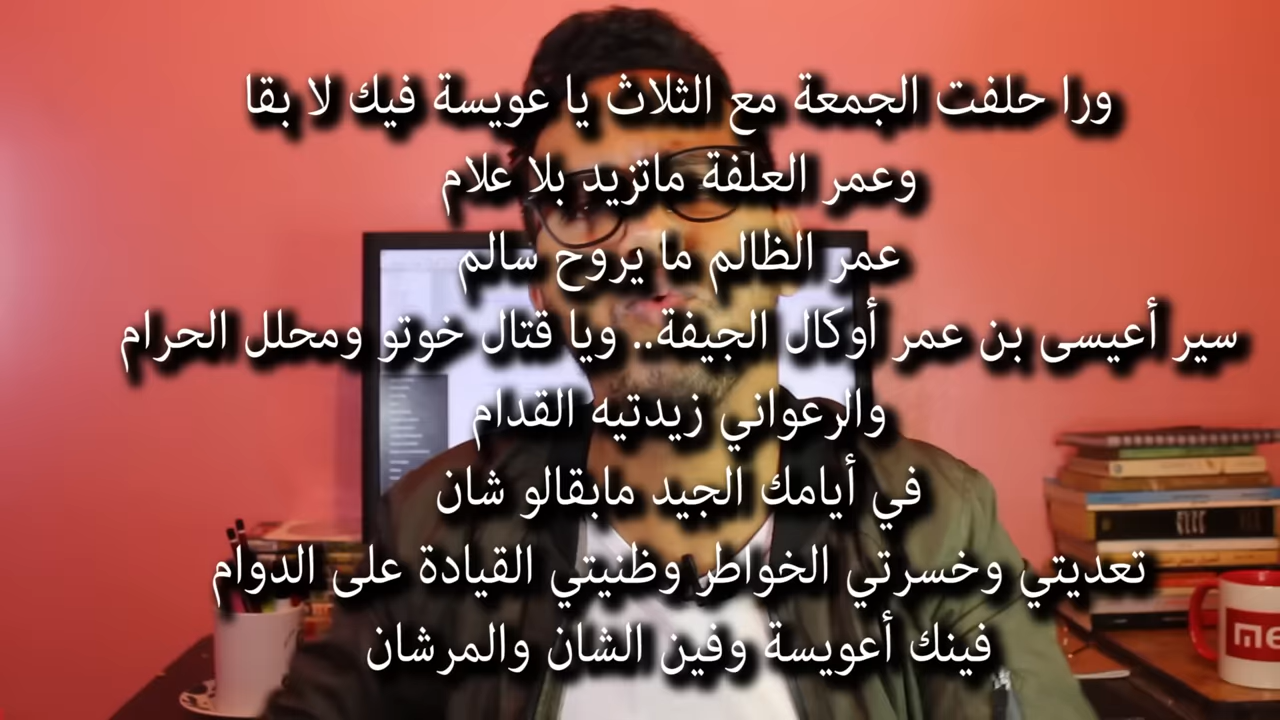 ورا حلفت الجمعة مع الثلاث يا عويسة فيك لا بقا
وعمر العلفة ماتزيد بلا علام
عمر الظالم ما يروح سالم
سير أعيسى بن عمر أوكال الجيفة.. ويا قتال خوتو ومحلل الحرام
والرعواني زيدتيه القدام
في أيامك الجيد مابقالو شان
تعديتي وخسرتي الخواطر وظنيتي القيادة على الدوام
فينك أعويسة وفين الشان والمرشان
me